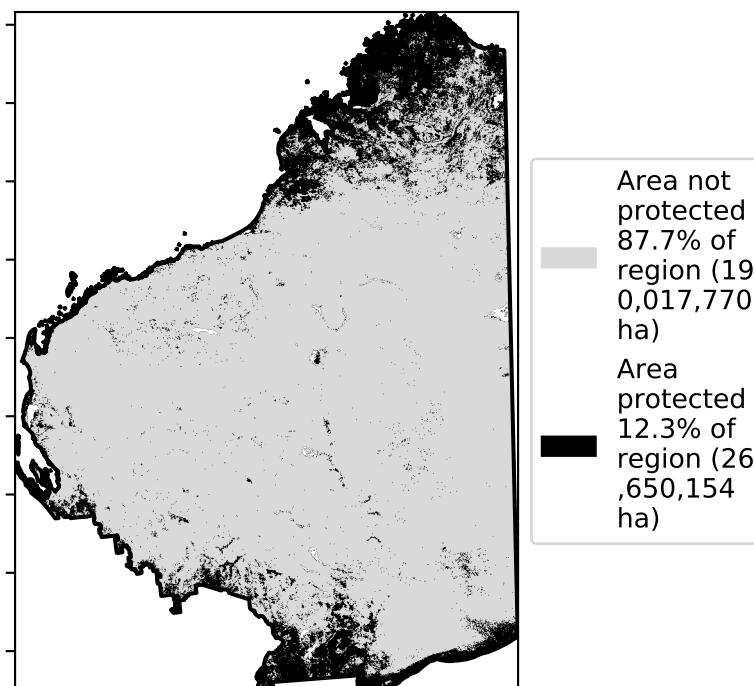 Area not
protected
87.7% of
region (19
0,017,770
ha)
Area
protected
12.3% of
region (26
,650,154
ha)